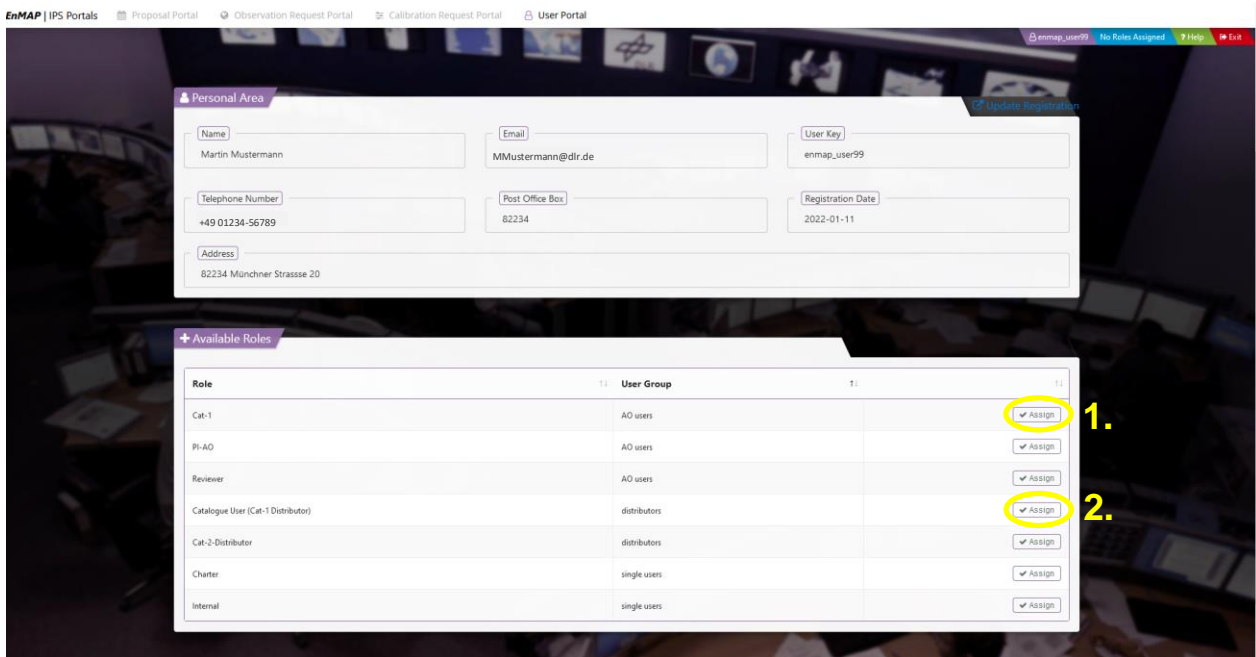 EnMAP | IPS Portals Proposal Portal Observation Request Portal Calibration Request Portal User Portal
enmap_user99 No Roles Assigned ? Help Exit
Personal Area
Update Registration
Name Email User Key
Martin Mustermann MMustermann@dlr.de enmap_user99
Telephone Number Post Office Box Registration Date
+49 01234-56789 82234 2022-01-11
Address
82234 Münchner Strassse 20
+ Available Roles
Role User Group
Cat-1 AO users Assign 1.
PI-AO AO users Assign
Reviewer AO users Assign
Catalogue User (Cat-1 Distributor) distributors Assign 2.
Cat-2-Distributor distributors Assign
Charter single users Assign
Internal single users Assign